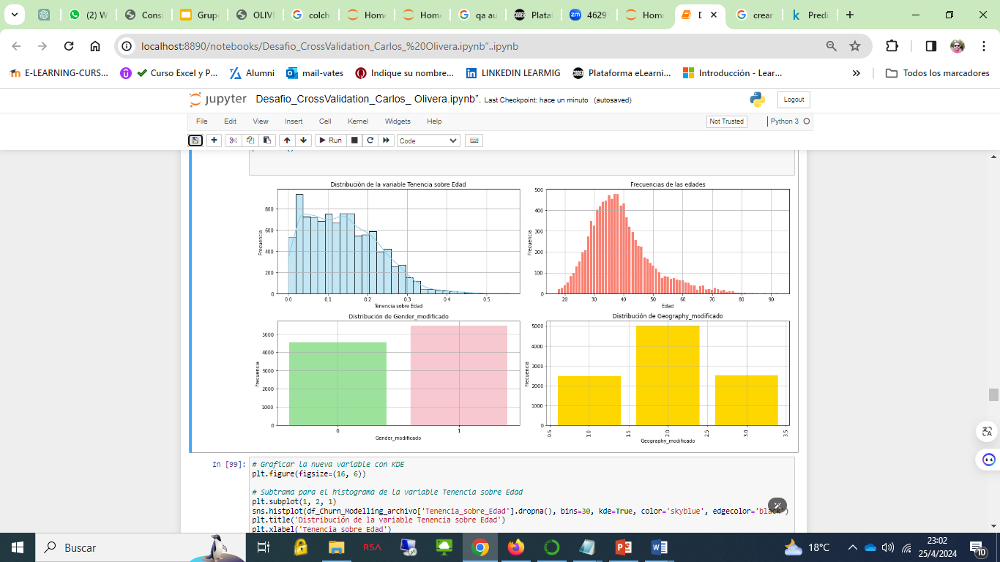 (2) W
Consi
Grupo
OLIVI
colch
Home
Home
qa au
Plataf
4629!
Home
D
crear
Predi
localhost:8890/notebooks/Desafio_CrossValidation_Carlos_%20Olivera.ipynb”..ipynb
E-LEARNING-CURS...
Curso Excel y P...
Alumni
mail-vates
Indique su nombre...
LINKEDIN LEARMIG
Plataforma eLearni...
Introducción - Lear...
Todos los marcadores
jupyter Desafio_CrossValidation_Carlos_ Olivera.ipynb”. Last Checkpoint: hace un minuto (autosaved)
Logout
File Edit View Insert Cell Kernel Widgets Help
Not Trusted
Python 3
Run
Code
Distribución de la variable Tenencia sobre Edad
Frecuencia
800
600
400
200
0
0.0 0.1 0.2 0.3 0.4 0.5
Tenencia sobre Edad
Frecuencias de las edades
Frecuencia
500
400
300
200
100
0
20 30 40 50 60 70 80 90
Edad
Distribución de Gender_modificado
Frecuencia
5000
4000
3000
2000
1000
0
0 1
Gender_modificado
Distribución de Geography_modificado
Frecuencia
5000
4000
3000
2000
1000
0
0.5 1.0 1.5 2.0 2.5 3.0 3.5
Geography_modificado
In [99]:
# Graficar la nueva variable con KDE
plt.figure(figsize=(16, 6))
# Subtrama para el histograma de la variable Tenencia sobre Edad
plt.subplot(1, 2, 1)
sns.histplot(df_Churn_Modelling_archivo['Tenencia_sobre_Edad'].dropna(), bins=30, kde=True, color='skyblue', edgecolor='black')
plt.title('Distribución de la variable Tenencia sobre Edad')
plt.xlabel('Tenencia sobre Edad')
Buscar
RSA
18°C
23:02
25/4/2024
10